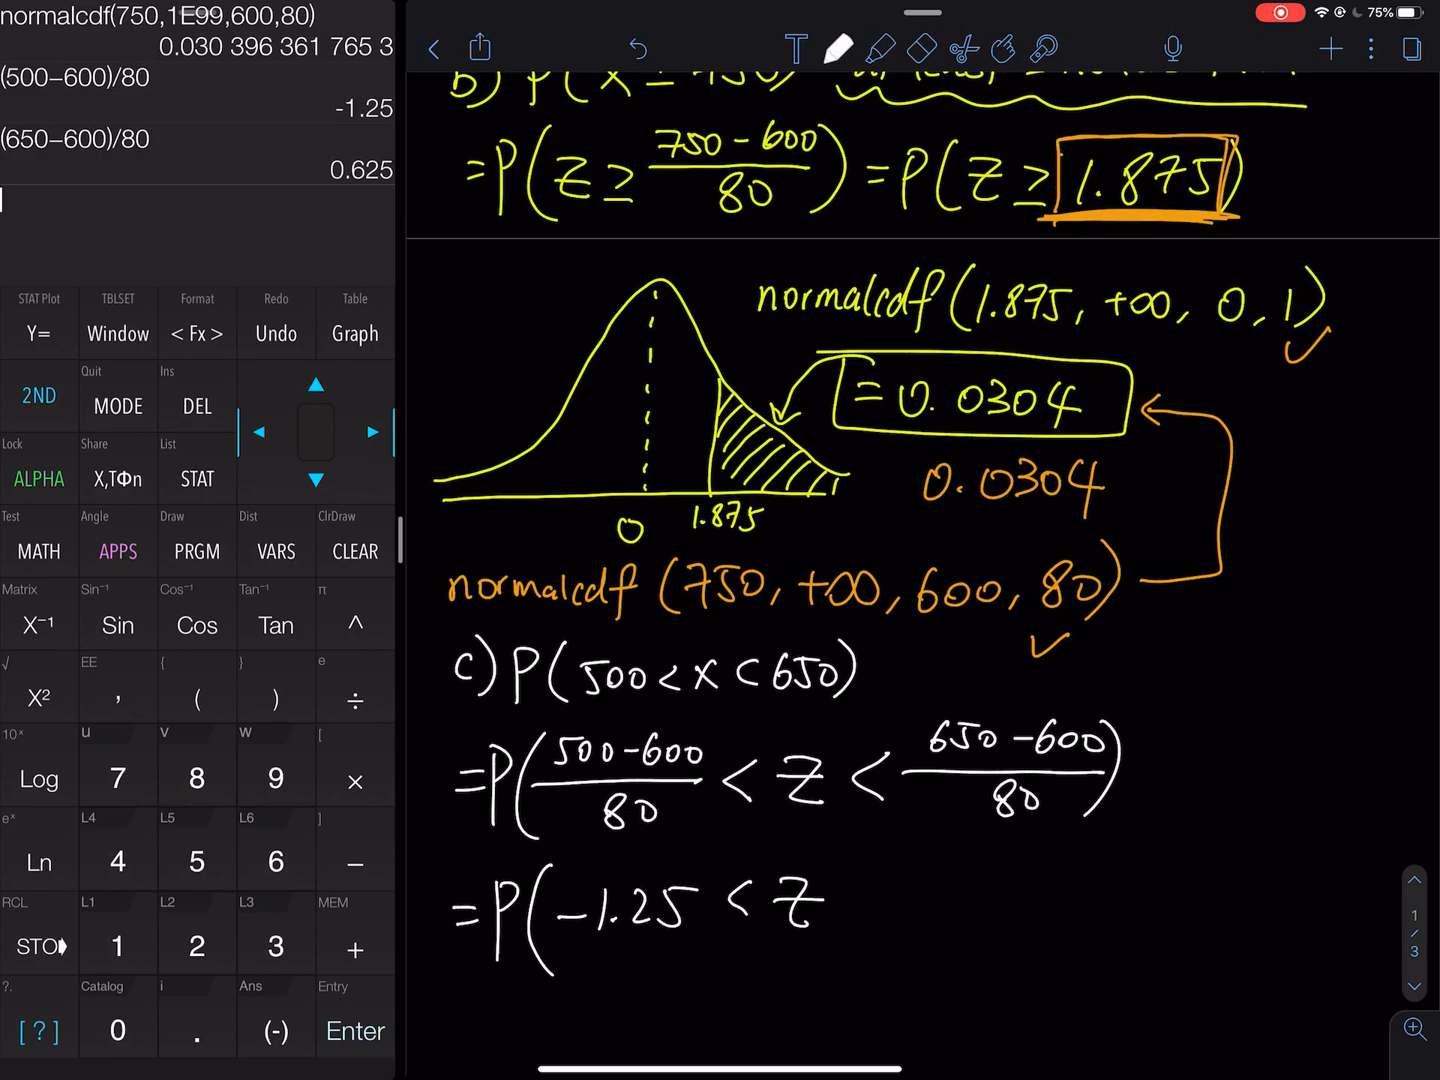 normalcdf(750,1E99,600,80)
0.030 396 361 765 3
(500−600)/80
-1.25
(650−600)/80
0.625
STAT Plot TBLSET Format Redo Table
Y= Window < Fx > Undo Graph
Quit Ins
2ND MODE DEL
Lock Share List
ALPHA X,TΦn STAT
Test Angle Draw Dist ClrDraw
MATH APPS PRGM VARS CLEAR
Matrix Sin⁻¹ Cos⁻¹ Tan⁻¹ π
X⁻¹ Sin Cos Tan ^
√ EE { } e
X² , ( ) ÷
10ˣ u v w [
Log 7 8 9 ×
eˣ L4 L5 L6 ]
Ln 4 5 6 −
RCL L1 L2 L3 MEM
STO 1 2 3 +
?. Catalog i Ans Entry
[ ? ] 0 . (-) Enter
75%
T
b) P(X ≥ 750)
=P(Z ≥ (750-600)/80) = P(Z ≥ 1.875)
normalcdf(1.875, +∞, 0, 1)
=0.0304
0.0304
0 1.875
normalcdf(750, +∞, 600, 80)
c) P(500 < x < 650)
=P((500-600)/80 < Z < (650-600)/80)
=P(-1.25 < Z
1
/
3